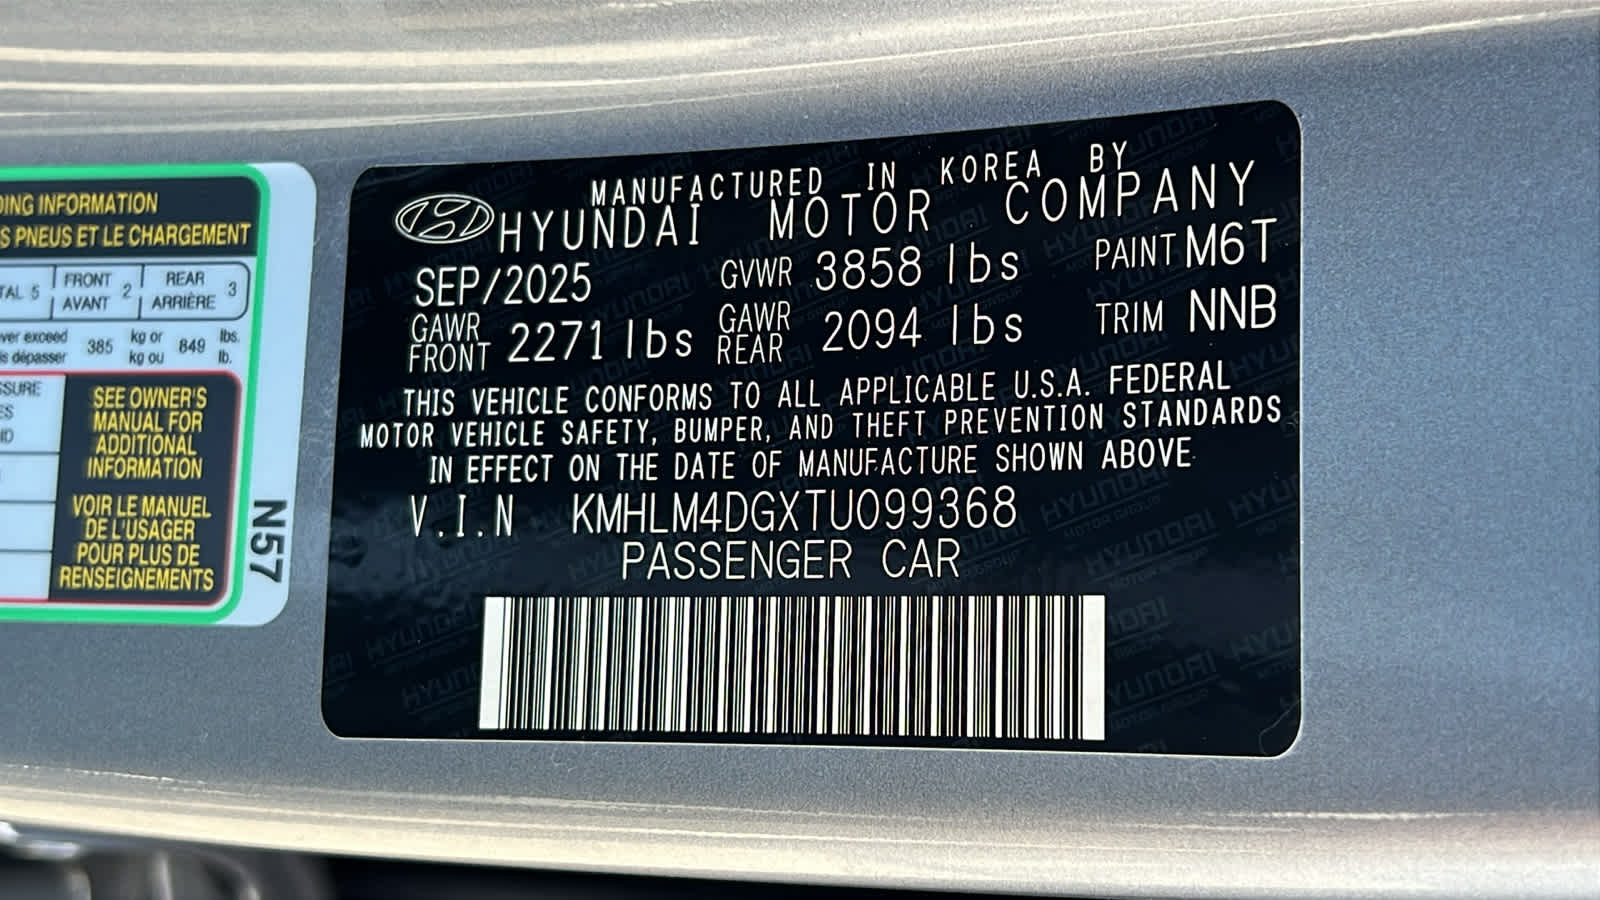 DING INFORMATION
S PNEUS ET LE CHARGEMENT
TAL 5 FRONT AVANT 2 REAR ARRIÈRE 3
ver exceed kg or lbs.
is dépasser 385 kg ou 849 lb.
SSURE
ES
ID
SEE OWNER'S
MANUAL FOR
ADDITIONAL
INFORMATION
VOIR LE MANUEL
DE L'USAGER
POUR PLUS DE
RENSEIGNEMENTS
N57
MANUFACTURED IN KOREA BY
HYUNDAI MOTOR COMPANY
SEP/2025 GVWR 3858 lbs PAINT M6T
GAWR FRONT 2271 lbs GAWR REAR 2094 lbs TRIM NNB
THIS VEHICLE CONFORMS TO ALL APPLICABLE U.S.A. FEDERAL
MOTOR VEHICLE SAFETY, BUMPER, AND THEFT PREVENTION STANDARDS
IN EFFECT ON THE DATE OF MANUFACTURE SHOWN ABOVE
V.I.N KMHLM4DGXTU099368
PASSENGER CAR